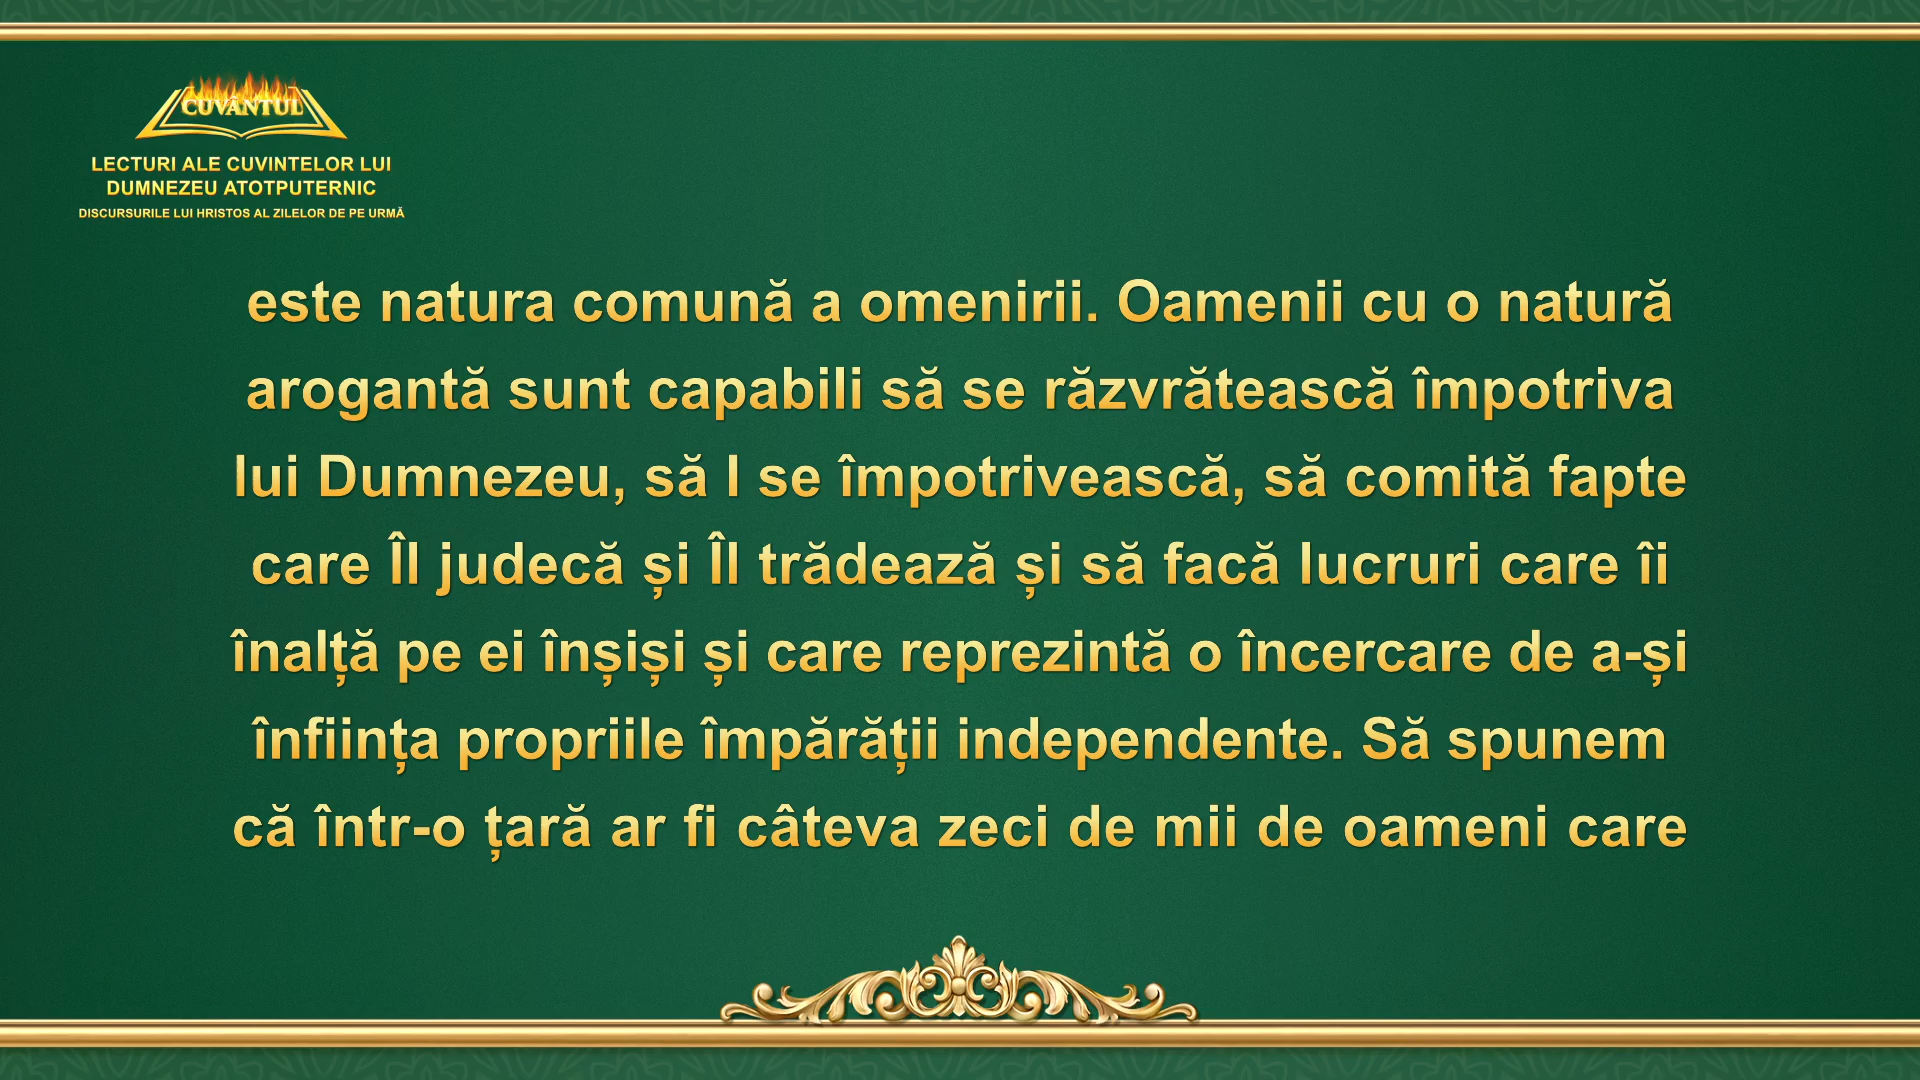 CUVÂNTUL
LECTURI ALE CUVINTELOR LUI
DUMNEZEU ATOTPUTERNIC
DISCURSURILE LUI HRISTOS AL ZILELOR DE PE URMĂ
este natura comună a omenirii. Oamenii cu o natură
arogantă sunt capabili să se răzvrătească împotriva
lui Dumnezeu, să I se împotrivească, să comită fapte
care Îl judecă și Îl trădează și să facă lucruri care îi
înalță pe ei înșiși și care reprezintă o încercare de a-și
înființa propriile împărății independente. Să spunem
că într-o țară ar fi câteva zeci de mii de oameni care